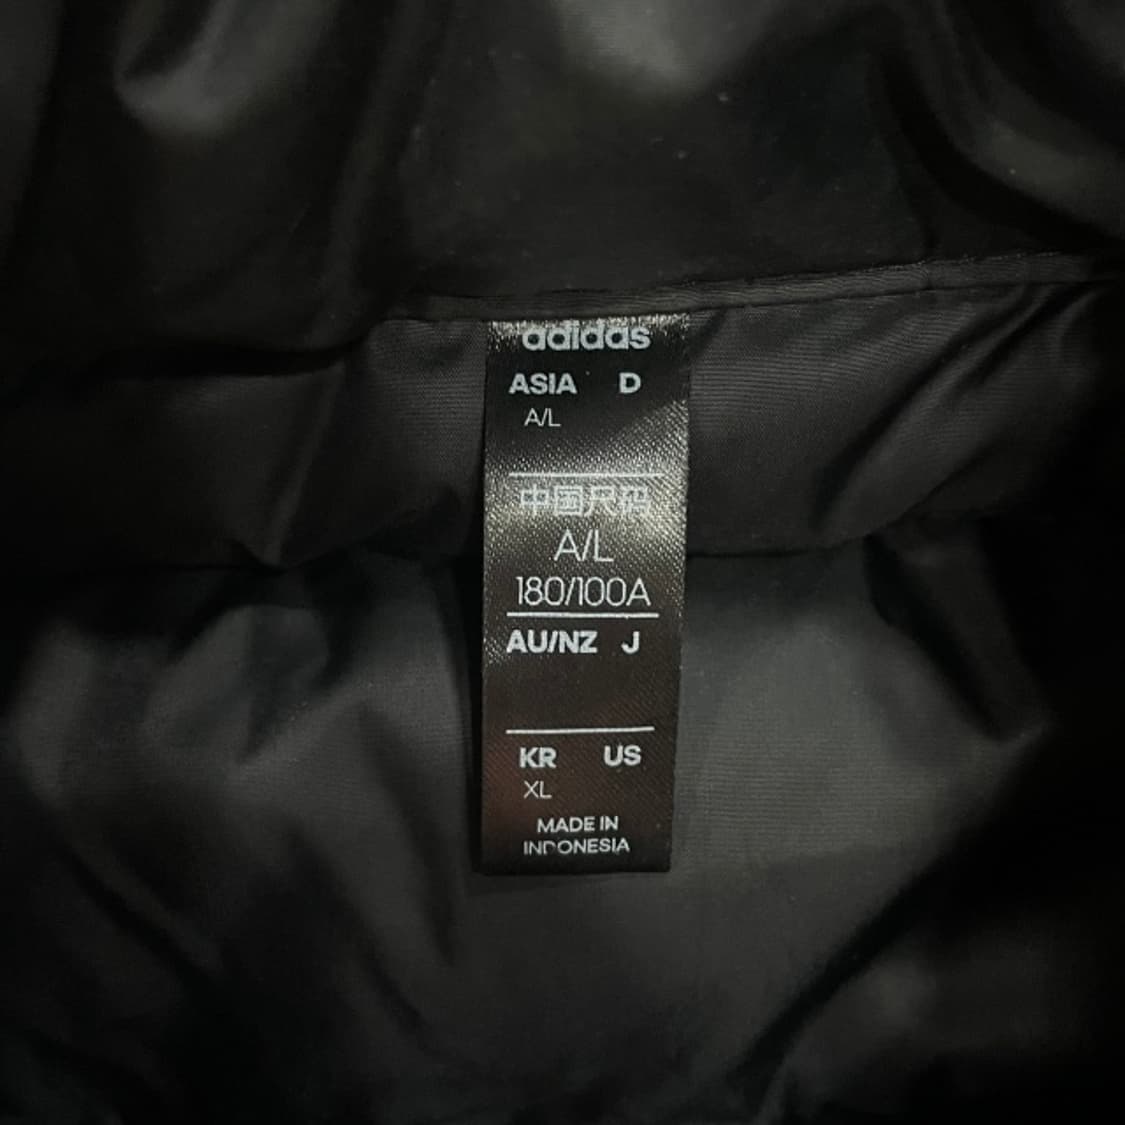 adidas
ASIA D
A/L
中国尺码
A/L
180/100A
AU/NZ J
KR US
XL
MADE IN
INDONESIA